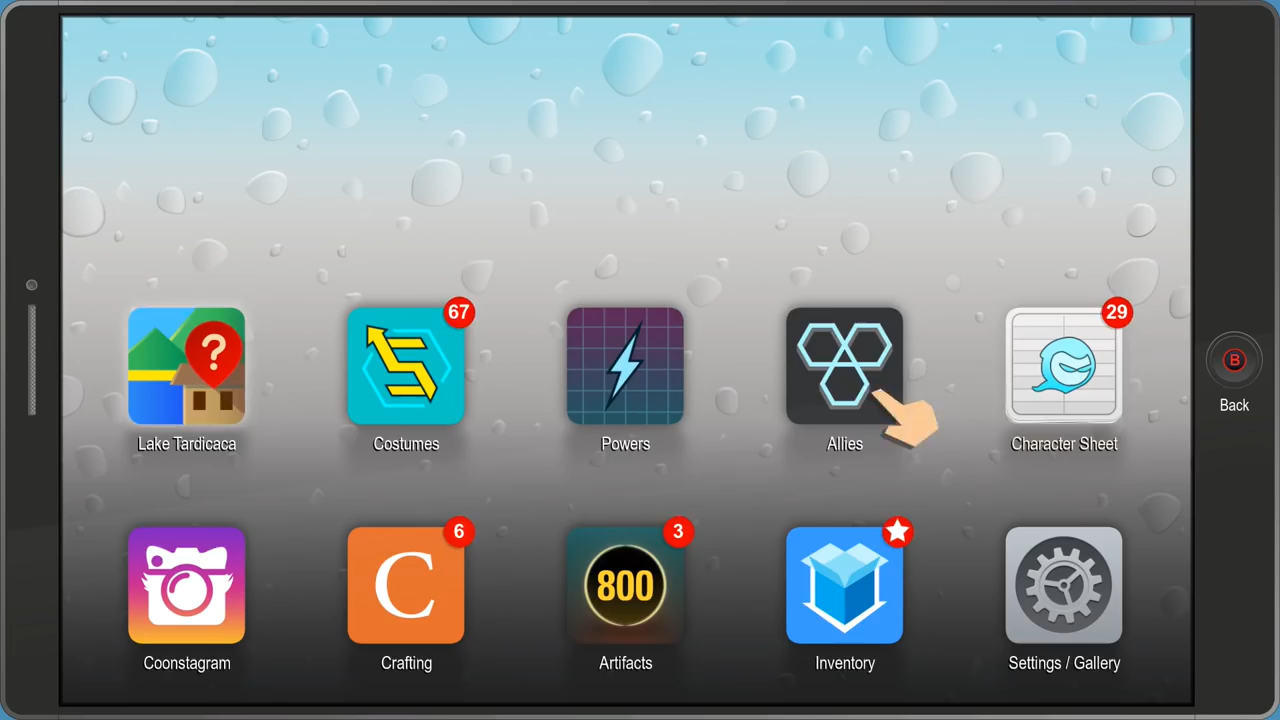 67
29
?
B
Lake Tardicaca
Costumes
Powers
Allies
Character Sheet
Back
6
3
C
800
Coonstagram
Crafting
Artifacts
Inventory
Settings / Gallery